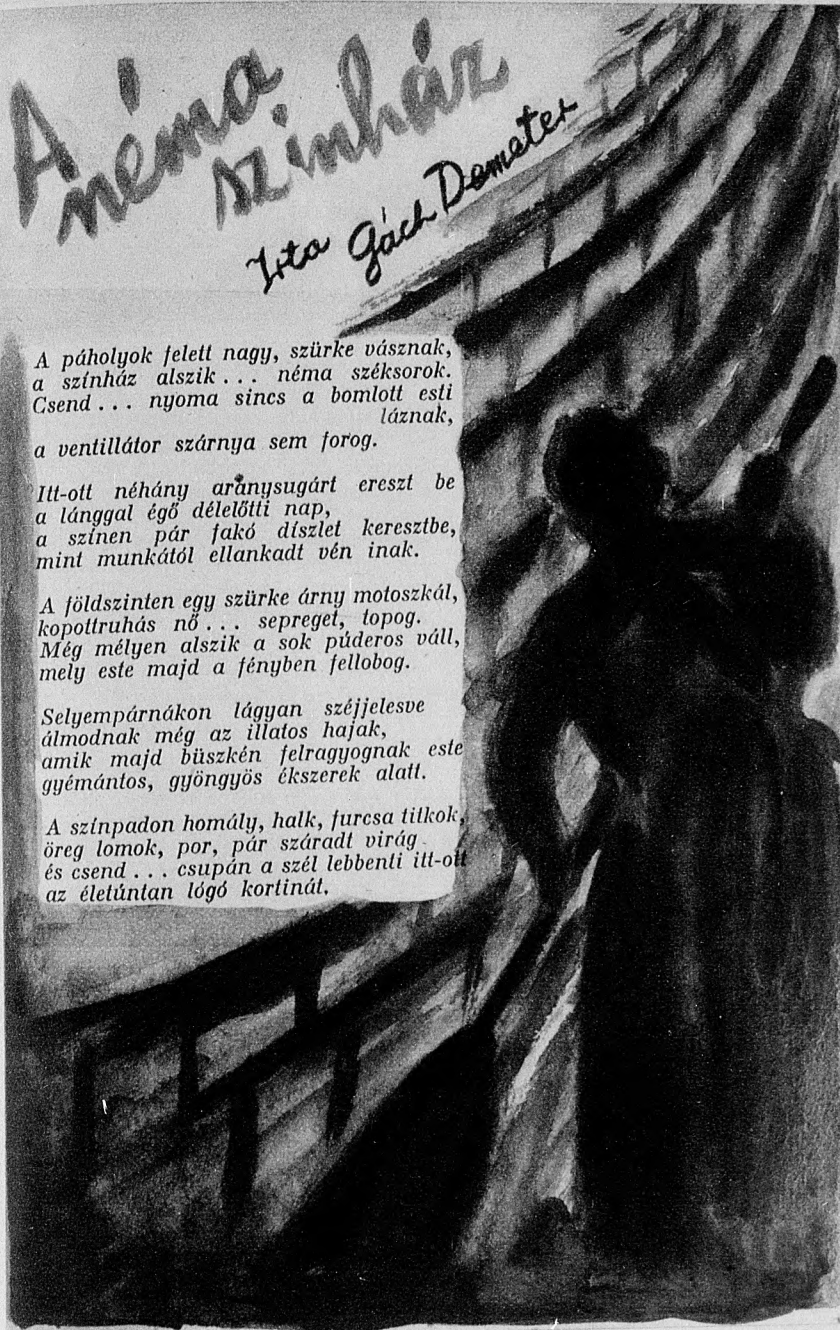 A néma
színház
Irta Gách Demeter
A páholyok felett nagy, szürke vásznak,
a színház alszik . . . néma széksorok.
Csend . . . nyoma sincs a bomlott esti
láznak,
a ventillátor szárnya sem forog.
Itt-ott néhány aranysugárt ereszt be
a lánggal égő délelőtti nap,
a színen pár fakó díszlet keresztbe,
mint munkától ellankadt vén inak.
A földszinten egy szürke árny motoszkál,
kopottruhás nő . . . sepreget, topog.
Még mélyen alszik a sok púderos váll,
mely este majd a fényben fellobog.
Selyempárnákon lágyan széjjelesve
álmodnak még az illatos hajak,
amik majd büszkén felragyognak este
gyémántos, gyöngyös ékszerek alatt.
A színpadon homály, halk, furcsa titkok,
öreg lomok, por, pár száradt virág
és csend . . . csupán a szél lebbenti itt-ott
az életúntan lógó kortinát.